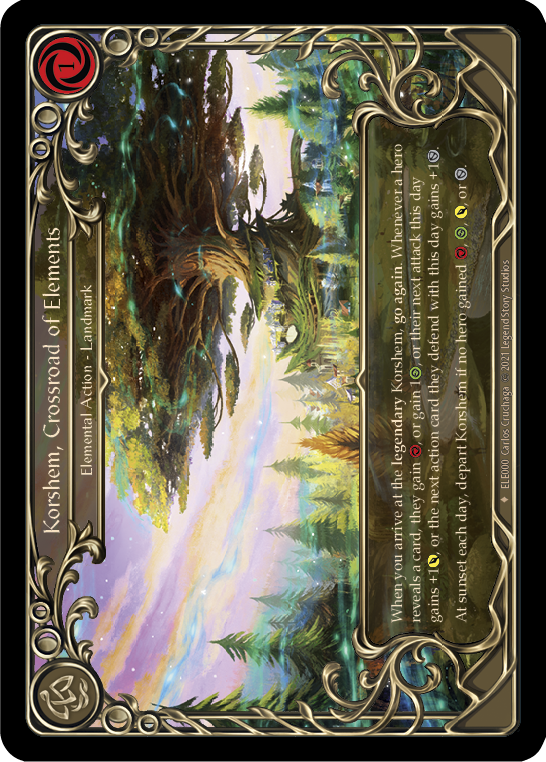 1
Korshem, Crossroad of Elements
Elemental Action - Landmark
When you arrive at the legendary Korshem, go again. Whenever a hero
reveals a card, they gain , or gain 1, or their next attack this day
gains +1, or the next action card they defend with this day gains +1.
At sunset each day, depart Korshem if no hero gained , , , or .
ELE000 Carlos Cruchaga © 2021 Legend Story Studios